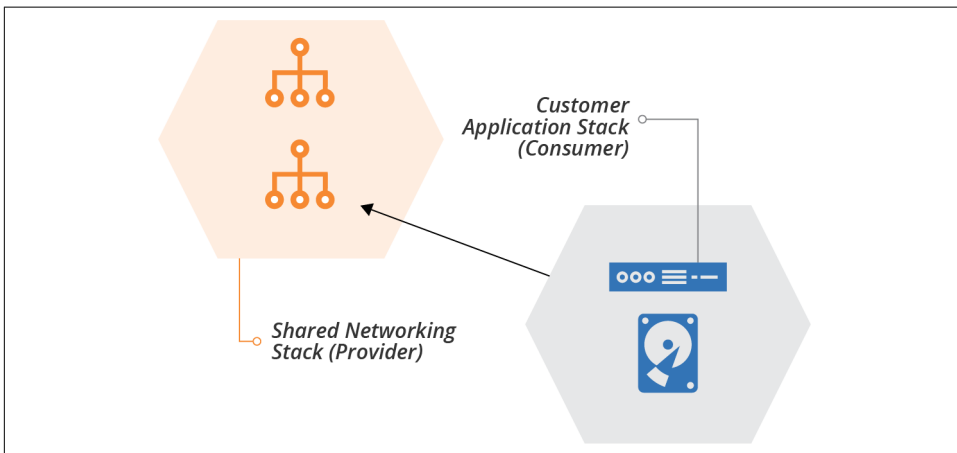 Customer
Application Stack
(Consumer)
Shared Networking
Stack (Provider)